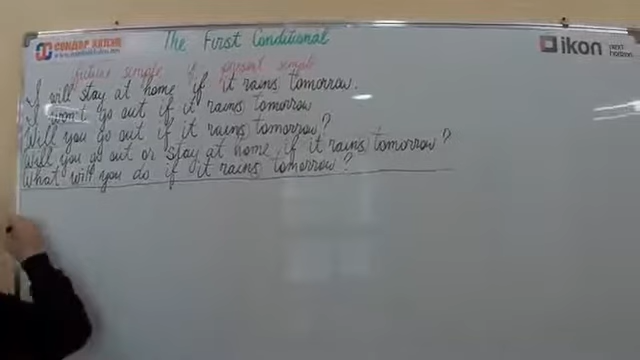 The First Conditional
ikon
future simple if present simple
I will stay at home if it rains tomorrow.
I won't go out if it rains tomorrow
Will you go out if it rains tomorrow?
Will you go out or stay at home, if it rains tomorrow?
What will you do if it rains tomorrow?